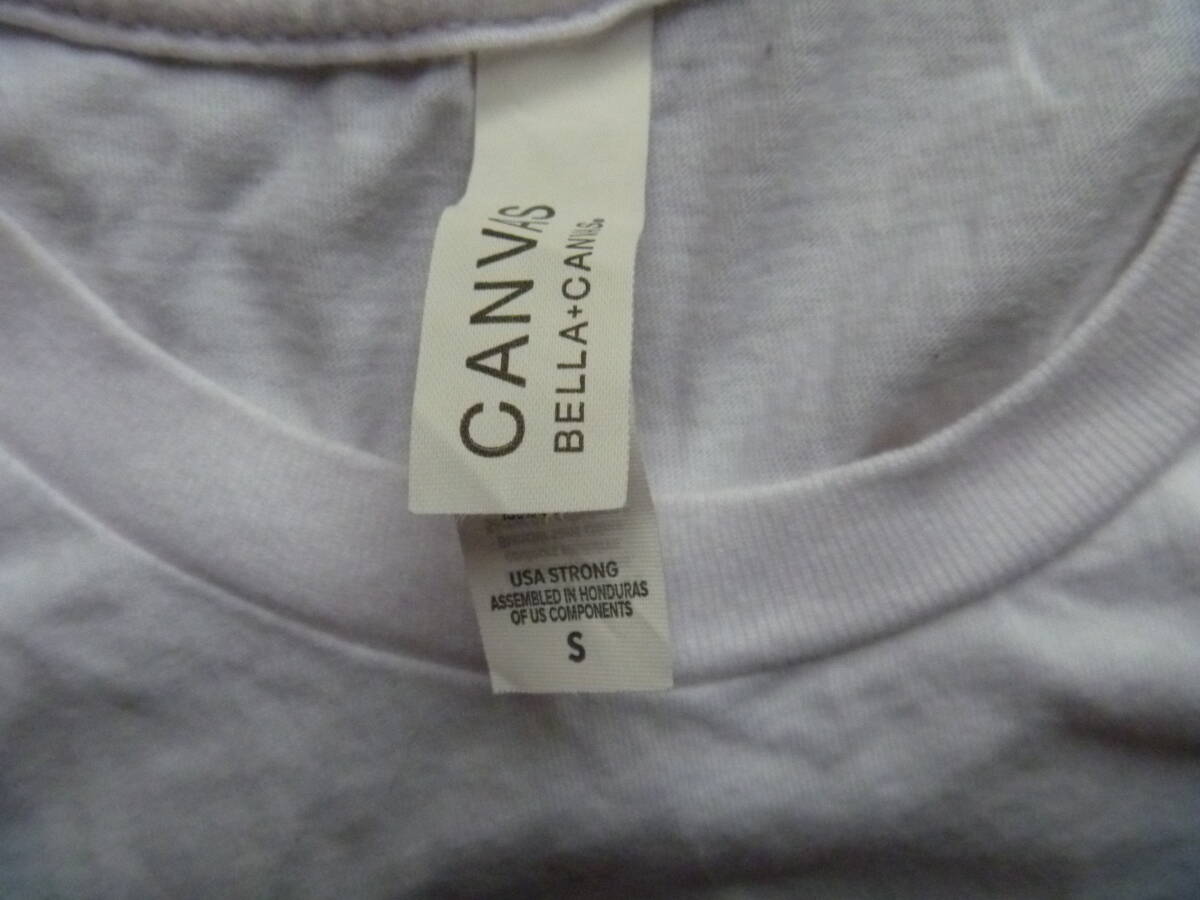 CANVAS
BELLA+CANVAS®
USA STRONG
ASSEMBLED IN HONDURAS
OF US COMPONENTS
S